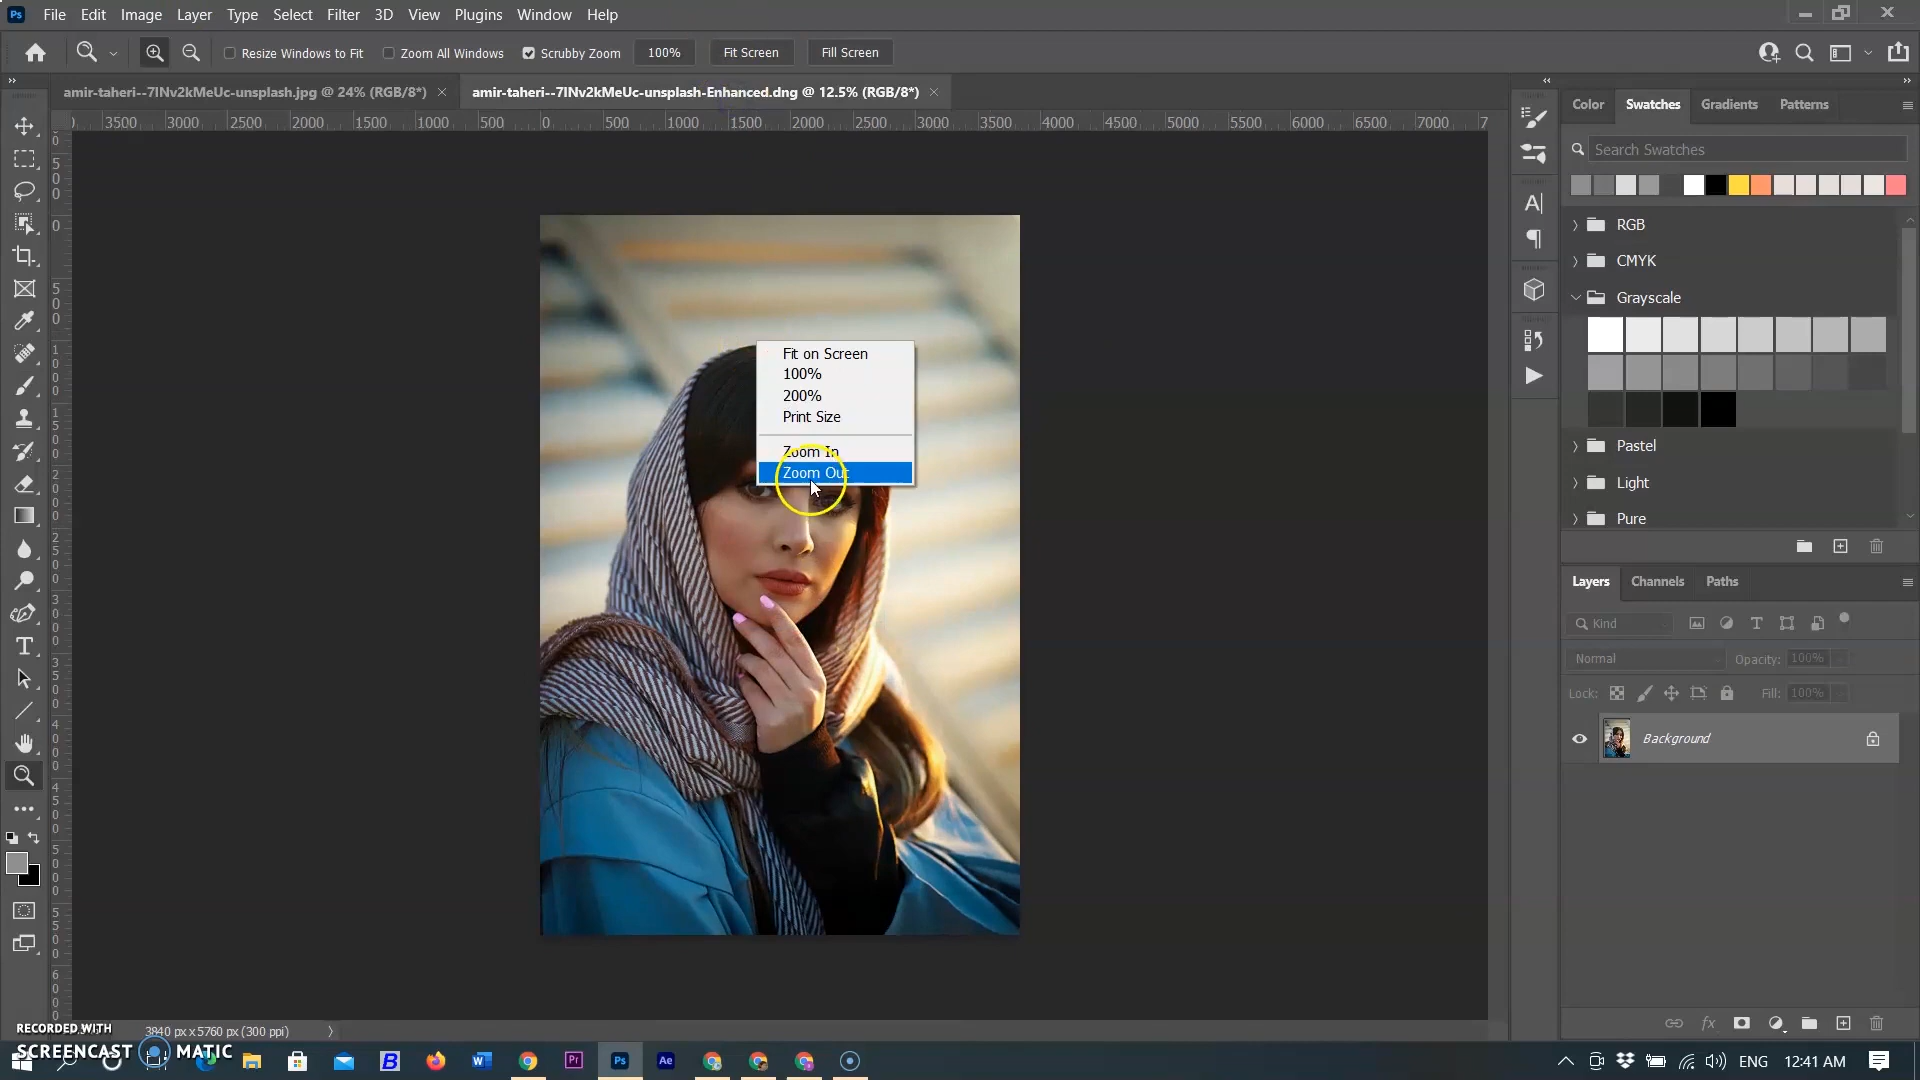 Ps File Edit Image Layer Type Select Filter 3D View Plugins Window Help
Resize Windows to Fit Zoom All Windows Scrubby Zoom 100% Fit Screen Fill Screen
amir-taheri--7INv2kMeUc-unsplash.jpg @ 24% (RGB/8*) amir-taheri--7INv2kMeUc-unsplash-Enhanced.dng @ 12.5% (RGB/8*)
3500 3000 2500 2000 1500 1000 500 0 500 1000 1500 2000 2500 3000 3500 4000 4500 5000 5500 6000 6500 7000 7
Color Swatches Gradients Patterns
Search Swatches
RGB
CMYK
Grayscale
Pastel
Light
Pure
Fit on Screen
100%
200%
Print Size
Zoom In
Zoom Out
Layers Channels Paths
Kind
Normal Opacity: 100%
Lock: Fill: 100%
Background
3840 px x 5760 px (300 ppi)
RECORDED WITH
SCREENCAST MATIC
Pr Ps Ae
ENG 12:41 AM